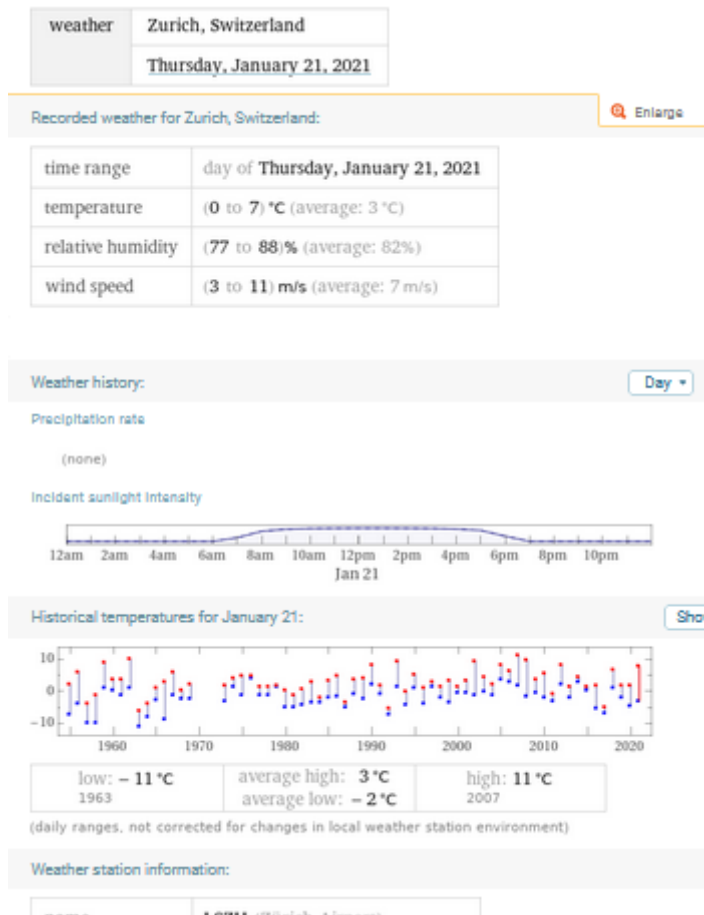 weather Zurich, Switzerland
Thursday, January 21, 2021
Recorded weather for Zurich, Switzerland:
Enlarge
time range day of Thursday, January 21, 2021
temperature (0 to 7) °C (average: 3 °C)
relative humidity (77 to 88)% (average: 82%)
wind speed (3 to 11) m/s (average: 7 m/s)
Weather history:
Day
Precipitation rate
(none)
Incident sunlight intensity
12am 2am 4am 6am 8am 10am 12pm 2pm 4pm 6pm 8pm 10pm
Jan 21
Historical temperatures for January 21:
Sho
10
0
-10
1960 1970 1980 1990 2000 2010 2020
low: -11 °C average high: 3 °C high: 11 °C
1963 average low: -2 °C 2007
(daily ranges, not corrected for changes in local weather station environment)
Weather station information: